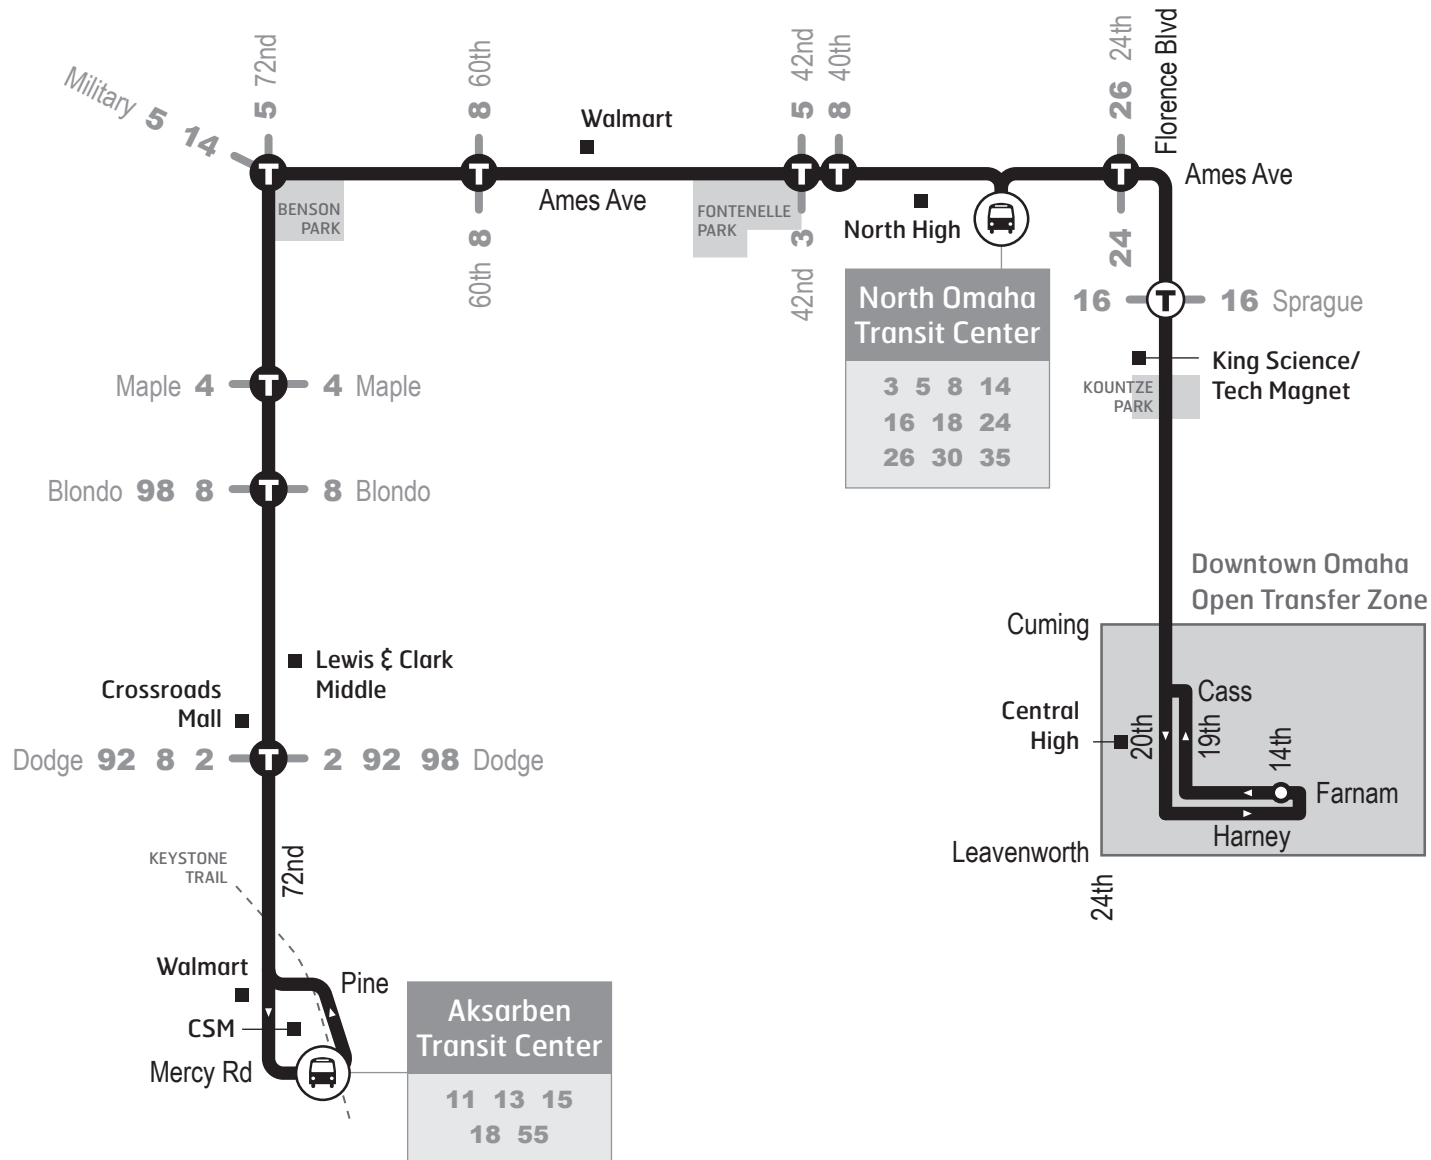 Military 5 14
5 72nd
8 60th
Walmart
5 42nd
8 40th
26 24th
Florence Blvd
Ames Ave
BENSON
PARK
60th 8
Ames Ave
FONTENELLE
PARK
42nd 3
North High
24
North Omaha
Transit Center
3 5 8 14
16 18 24
26 30 35
16
16 Sprague
King Science/
Tech Magnet
KOUNTZE
PARK
Maple 4
4 Maple
Blondo 98 8
8 Blondo
Downtown Omaha
Open Transfer Zone
Cuming
Lewis & Clark
Middle
Crossroads
Mall
Central
High
Cass
20th
19th
14th
Dodge 92 8 2
2 92 98 Dodge
Farnam
Harney
Leavenworth
24th
KEYSTONE
TRAIL
72nd
Walmart
Pine
CSM
Mercy Rd
Aksarben
Transit Center
11 13 15
18 55
T
T
T
T
T
T
T
T
T